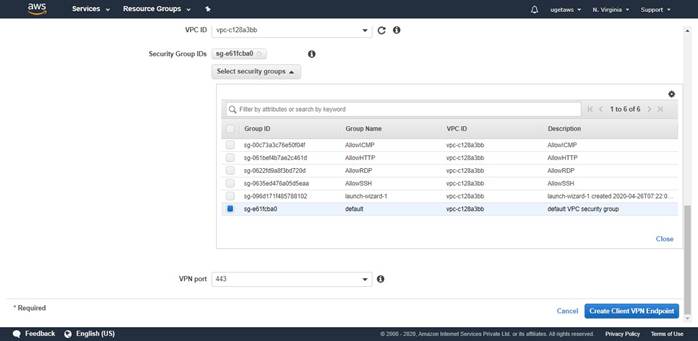 aws Services Resource Groups ugetaws N. Virginia Support
VPC ID vpc-c128a3bb
Security Group IDs sg-e61fcba0
Select security groups
Filter by attributes or search by keyword 1 to 6 of 6
Group ID Group Name VPC ID Description
sg-00c73a3c76e50f04f AllowICMP vpc-c128a3bb AllowICMP
sg-061bef4b7ae2c461d AllowHTTP vpc-c128a3bb AllowHTTP
sg-0622fd9a8f3bd720d AllowRDP vpc-c128a3bb AllowRDP
sg-0635ed476a05d5eaa AllowSSH vpc-c128a3bb AllowSSH
sg-096d171f485788102 launch-wizard-1 vpc-c128a3bb launch-wizard-1 created 2020-04-26T07:22:0...
sg-e61fcba0 default vpc-c128a3bb default VPC security group
Close
VPN port 443
* Required Cancel Create Client VPN Endpoint
Feedback English (US) © 2008 - 2020, Amazon Internet Services Private Ltd. or its affiliates. All rights reserved. Privacy Policy Terms of Use